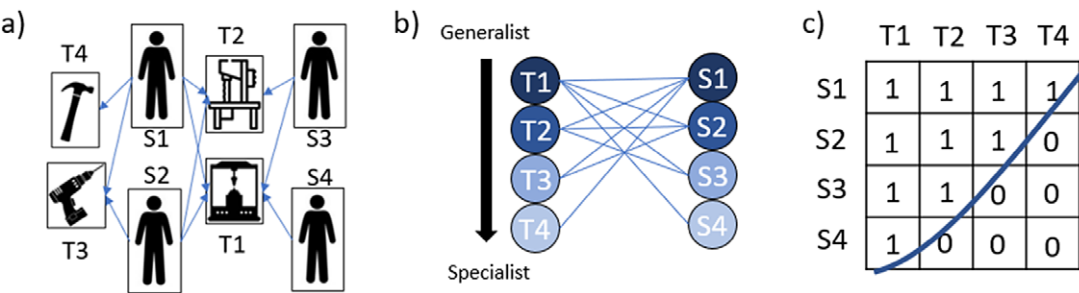 a)
T4
T2
S1
S3
S2
S4
T3
T1
b)
Generalist
T1
S1
T2
S2
T3
S3
T4
S4
Specialist
c)
T1 T2 T3 T4
S1 1 1 1 1
S2 1 1 1 0
S3 1 1 0 0
S4 1 0 0 0